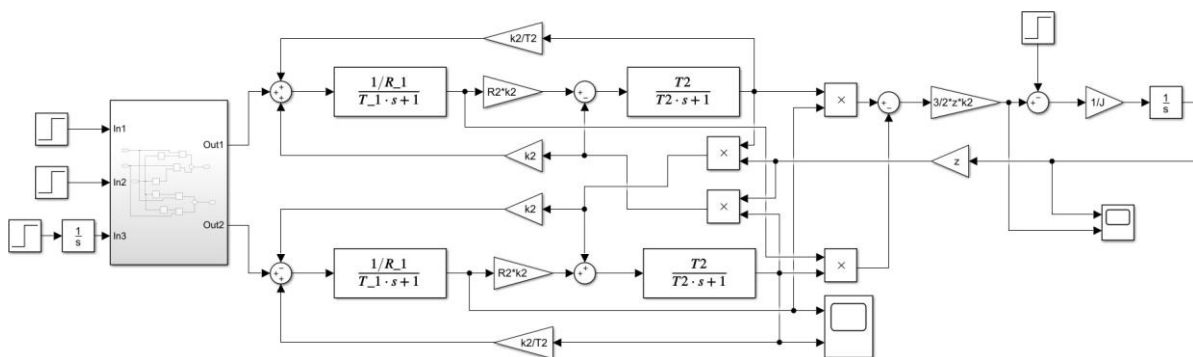 k2/T2
1/R_1
T_1·s+1
R2*k2
T2
T2·s+1
×
3/2*z*k2
1/J
1
s
In1
Out1
k2
×
z
In2
×
k2
Out2
In3
1
s
1/R_1
T_1·s+1
R2*k2
T2
T2·s+1
×
k2/T2